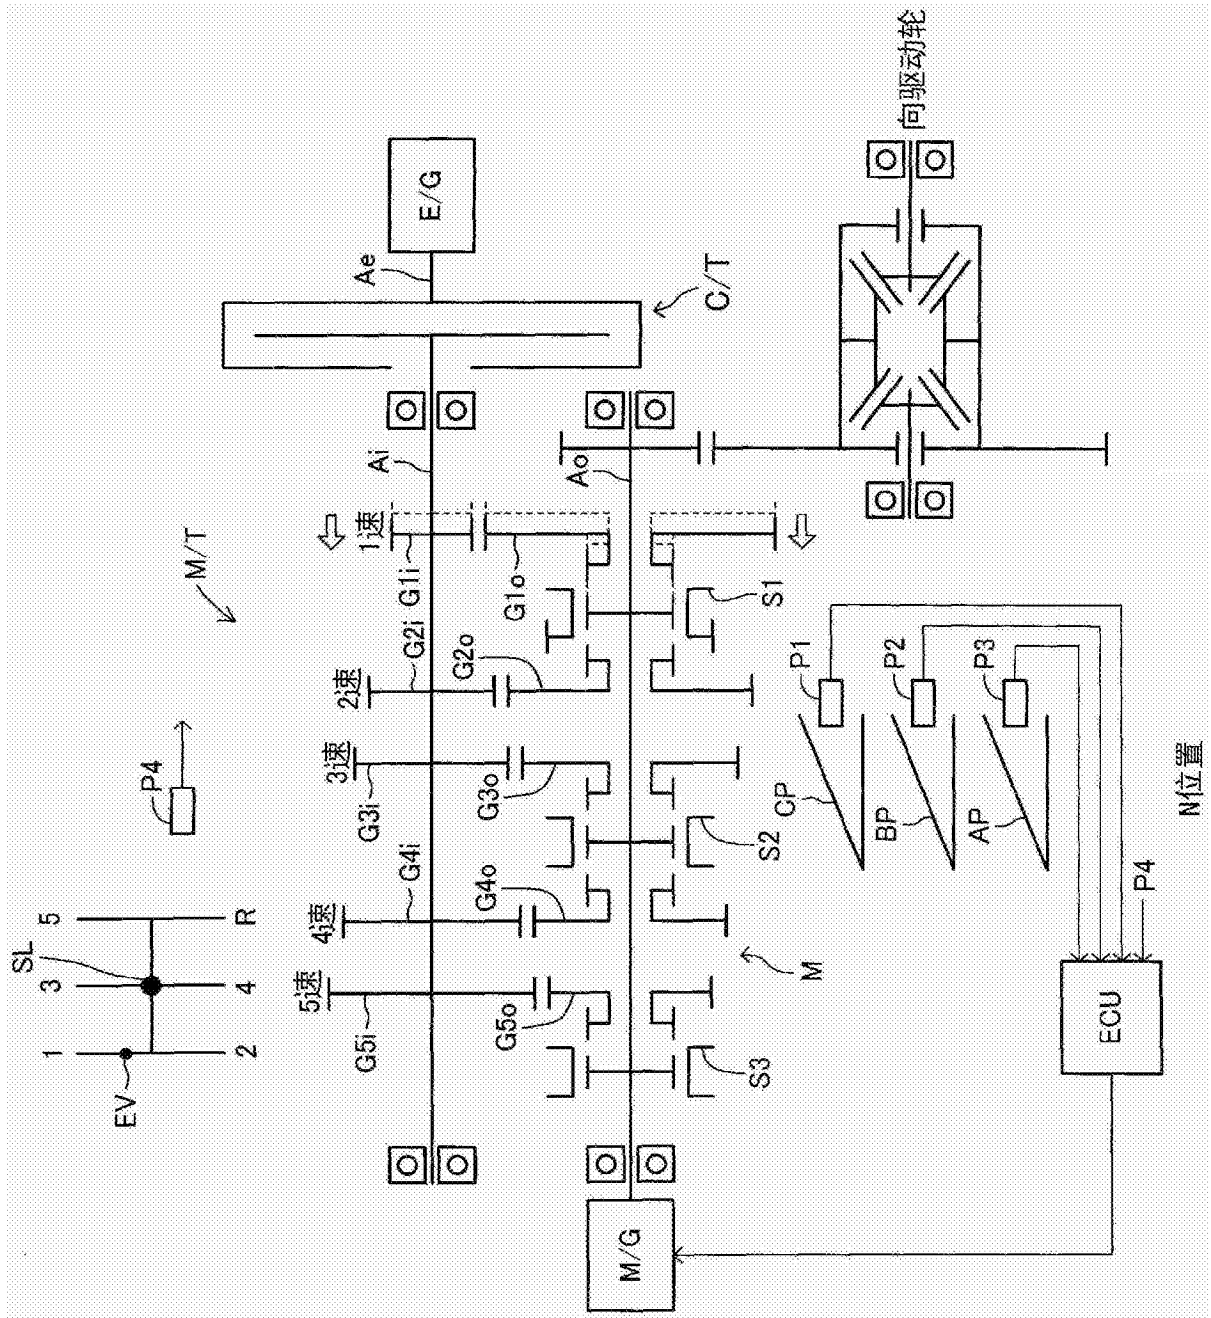 SL
1
3
5
EV
2
4
R
P4
M/T
5速
4速
3速
2速
1速
G5i
G4i
G3i
G2i
G1i
Ai
Ae
E/G
C/T
G5o
G4o
G3o
G2o
G1o
Ao
M/G
S3
M
S2
S1
向驱动轮
CP
P1
BP
P2
AP
P3
ECU
P4
N位置